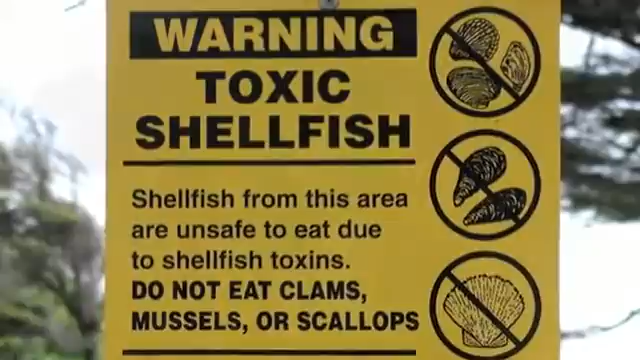 WARNING
TOXIC
SHELLFISH
Shellfish from this area
are unsafe to eat due
to shellfish toxins.
DO NOT EAT CLAMS,
MUSSELS, OR SCALLOPS